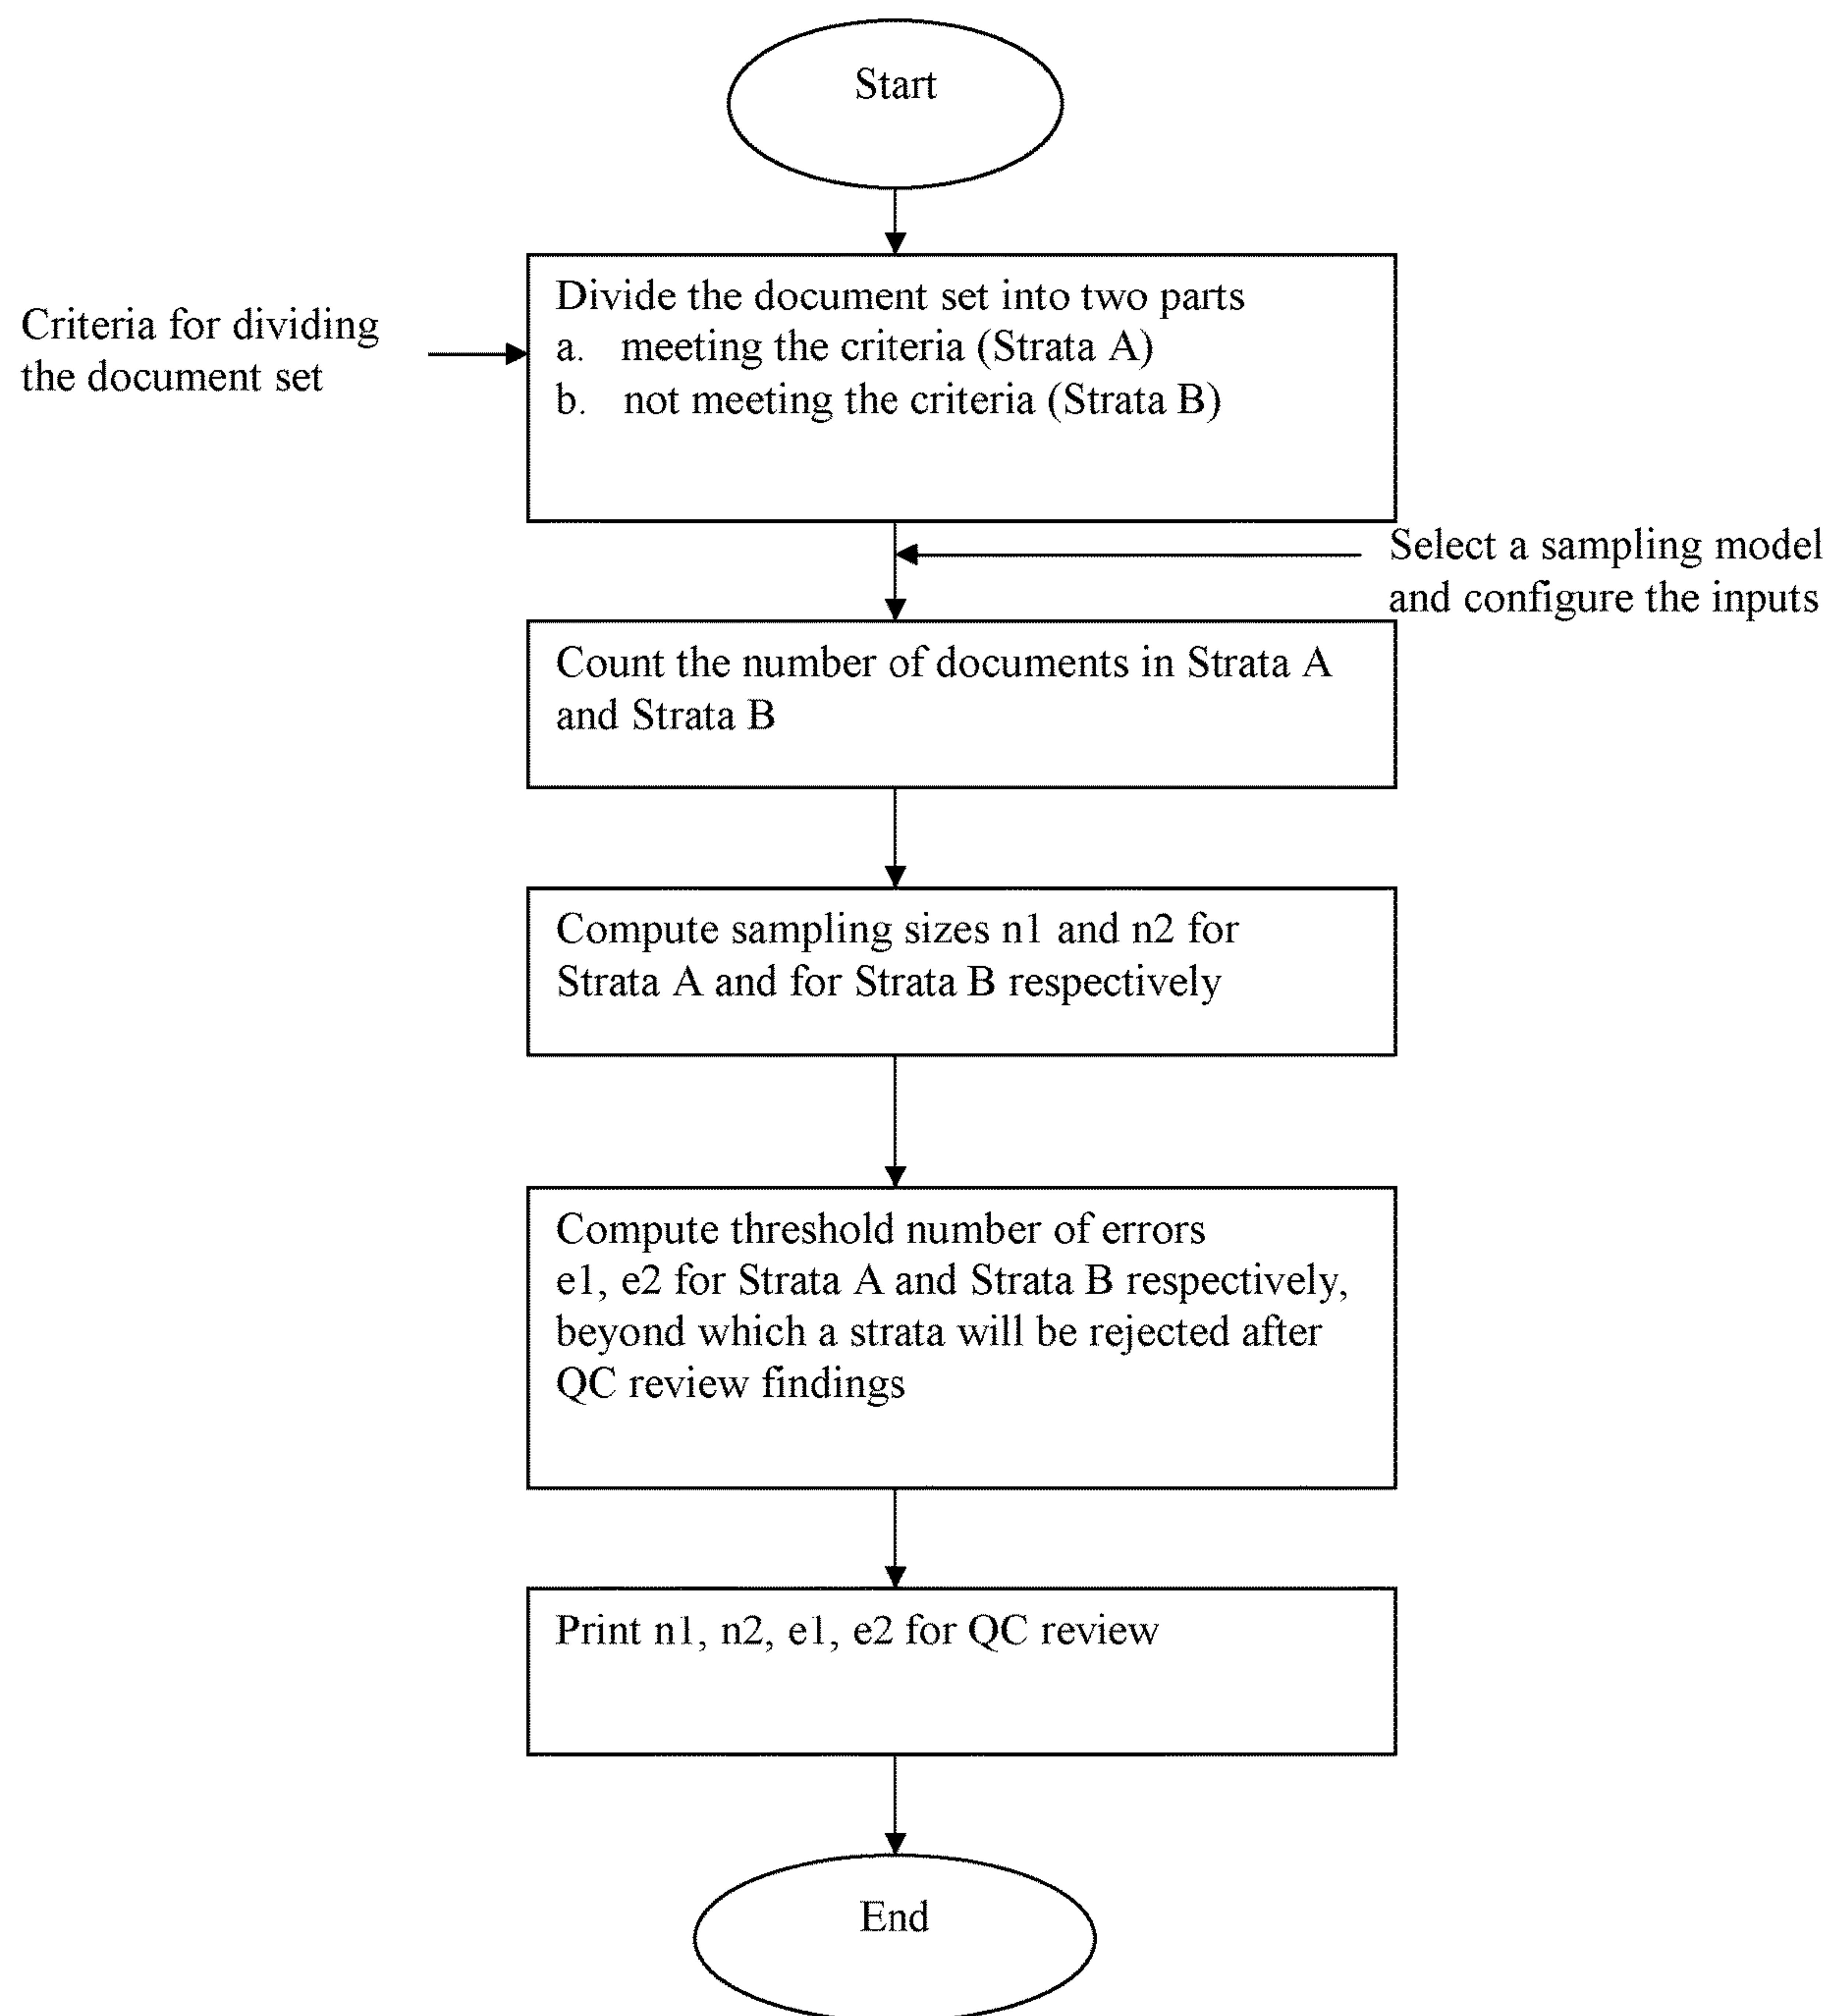 Start
Criteria for dividing
the document set
Divide the document set into two parts
a. meeting the criteria (Strata A)
b. not meeting the criteria (Strata B)
Select a sampling model
and configure the inputs
Count the number of documents in Strata A
and Strata B
Compute sampling sizes n1 and n2 for
Strata A and for Strata B respectively
Compute threshold number of errors
e1, e2 for Strata A and Strata B respectively,
beyond which a strata will be rejected after
QC review findings
Print n1, n2, e1, e2 for QC review
End